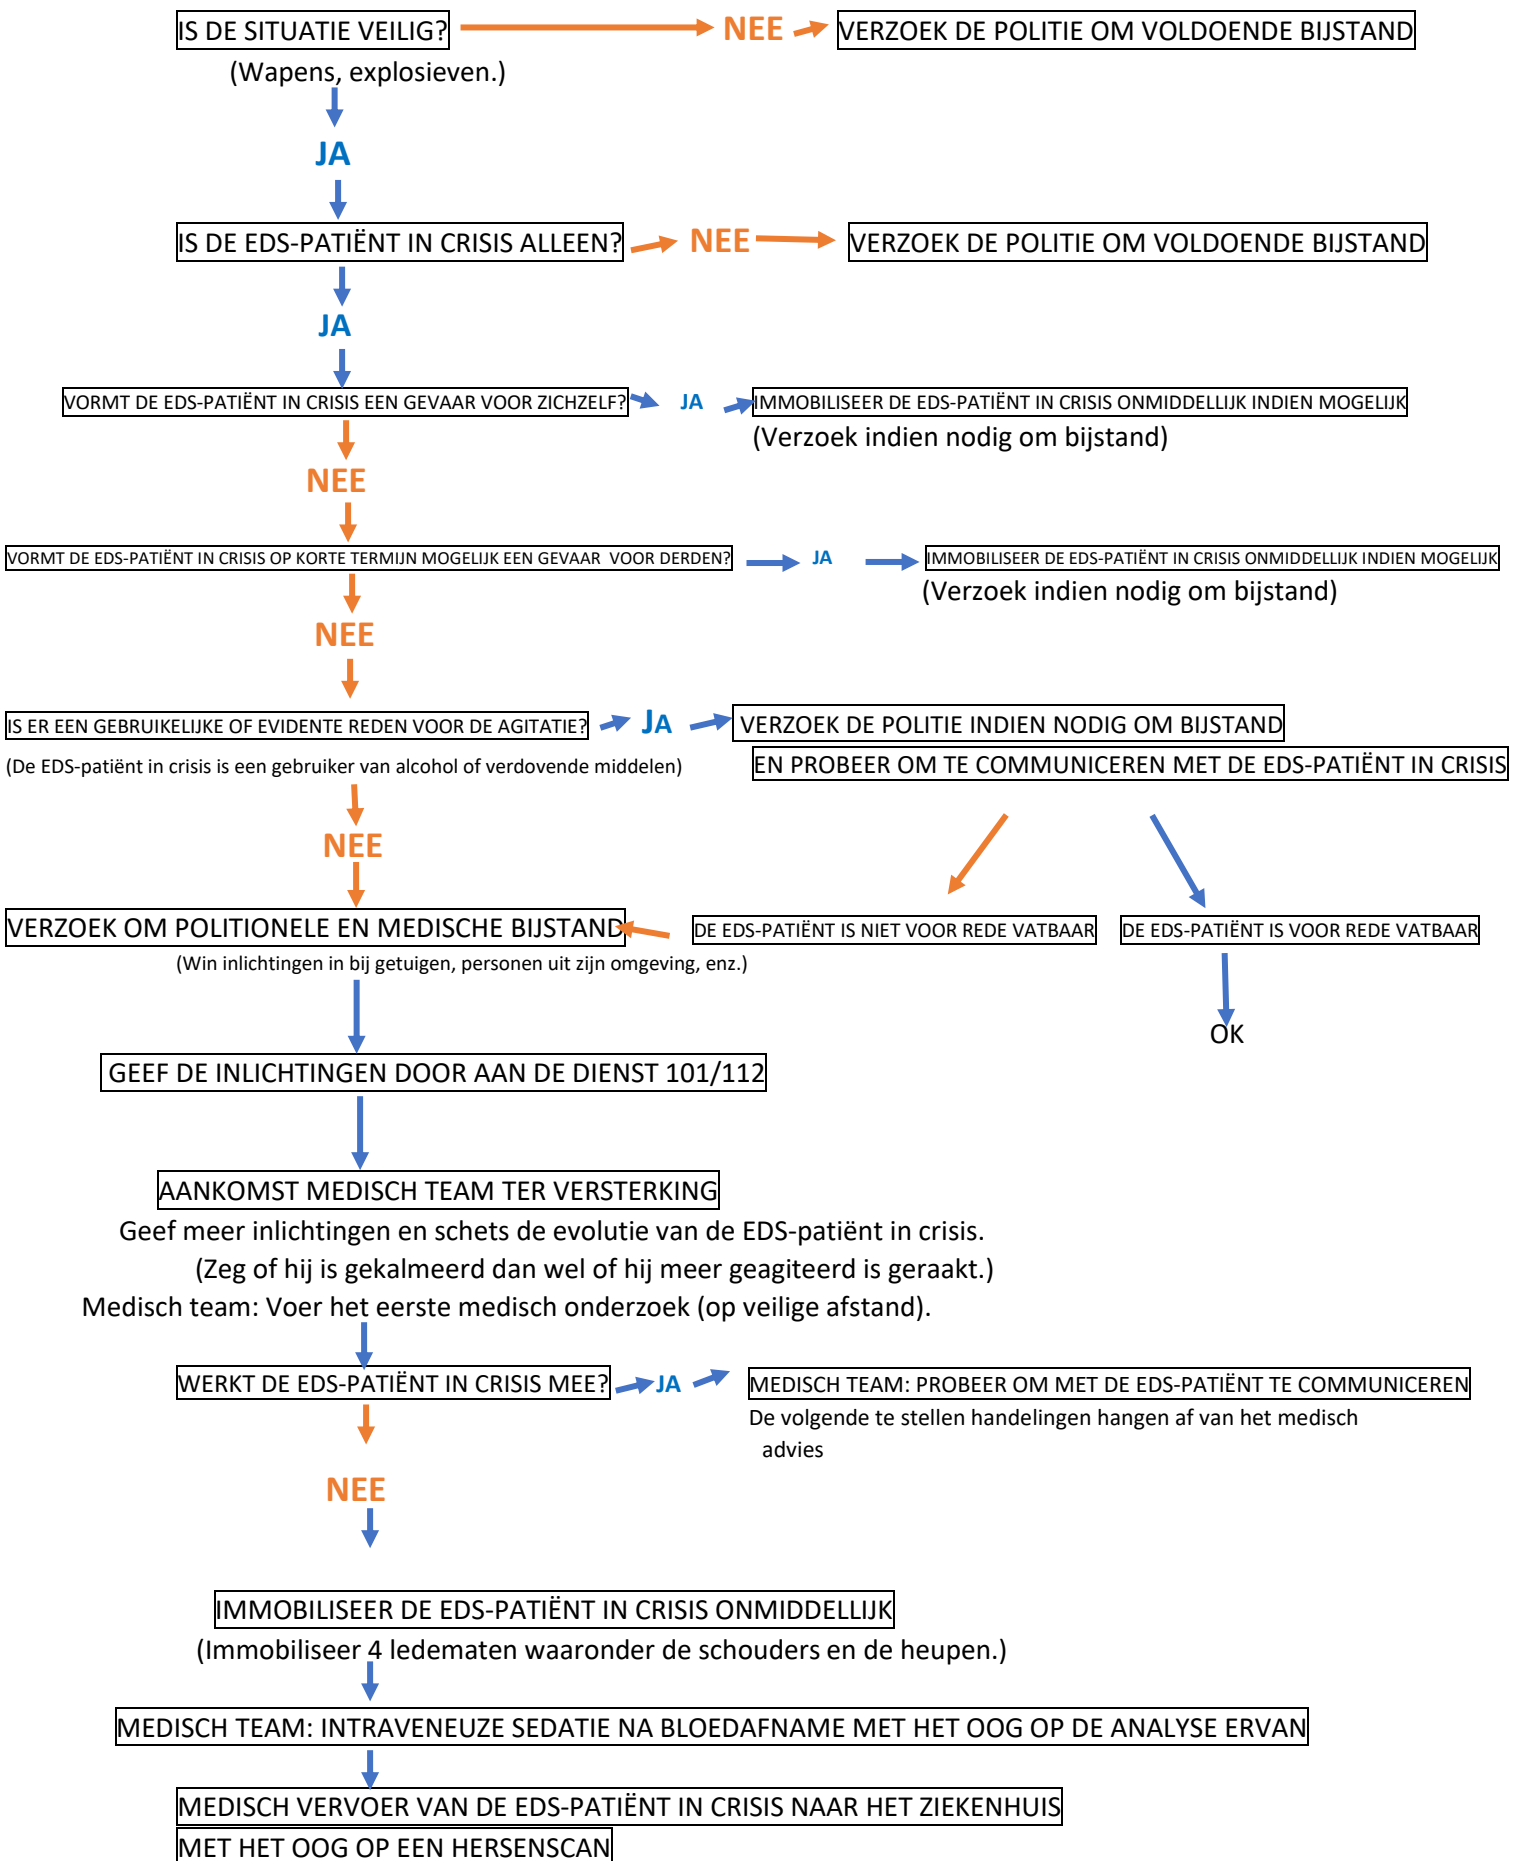 IS DE SITUATIE VEILIG? NEE VERZOEK DE POLITIE OM VOLDOENDE BIJSTAND
(Wapens, explosieven.)
JA
IS DE EDS-PATIËNT IN CRISIS ALLEEN? NEE VERZOEK DE POLITIE OM VOLDOENDE BIJSTAND
JA
VORMT DE EDS-PATIËNT IN CRISIS EEN GEVAAR VOOR ZICHZELF? JA IMMOBILISEER DE EDS-PATIËNT IN CRISIS ONMIDDELLIJK INDIEN MOGELIJK
(Verzoek indien nodig om bijstand)
NEE
VORMT DE EDS-PATIËNT IN CRISIS OP KORTE TERMIJN MOGELIJK EEN GEVAAR VOOR DERDEN? JA IMMOBILISEER DE EDS-PATIËNT IN CRISIS ONMIDDELLIJK INDIEN MOGELIJK
(Verzoek indien nodig om bijstand)
NEE
IS ER EEN GEBRUIKELIJKE OF EVIDENTE REDEN VOOR DE AGITATIE? JA VERZOEK DE POLITIE INDIEN NODIG OM BIJSTAND
(De EDS-patiënt in crisis is een gebruiker van alcohol of verdovende middelen) EN PROBEER OM TE COMMUNICEREN MET DE EDS-PATIËNT IN CRISIS
NEE
VERZOEK OM POLITIONELE EN MEDISCHE BIJSTAND DE EDS-PATIËNT IS NIET VOOR REDE VATBAAR DE EDS-PATIËNT IS VOOR REDE VATBAAR
(Win inlichtingen in bij getuigen, personen uit zijn omgeving, enz.)
OK
GEEF DE INLICHTINGEN DOOR AAN DE DIENST 101/112
AANKOMST MEDISCH TEAM TER VERSTERKING
Geef meer inlichtingen en schets de evolutie van de EDS-patiënt in crisis.
(Zeg of hij is gekalmeerd dan wel of hij meer geagiteerd is geraakt.)
Medisch team: Voer het eerste medisch onderzoek (op veilige afstand).
WERKT DE EDS-PATIËNT IN CRISIS MEE? JA MEDISCH TEAM: PROBEER OM MET DE EDS-PATIËNT TE COMMUNICEREN
De volgende te stellen handelingen hangen af van het medisch
advies
NEE
IMMOBILISEER DE EDS-PATIËNT IN CRISIS ONMIDDELLIJK
(Immobiliseer 4 ledematen waaronder de schouders en de heupen.)
MEDISCH TEAM: INTRAVENEUZE SEDATIE NA BLOEDAFNAME MET HET OOG OP DE ANALYSE ERVAN
MEDISCH VERVOER VAN DE EDS-PATIËNT IN CRISIS NAAR HET ZIEKENHUIS
MET HET OOG OP EEN HERSENSCAN